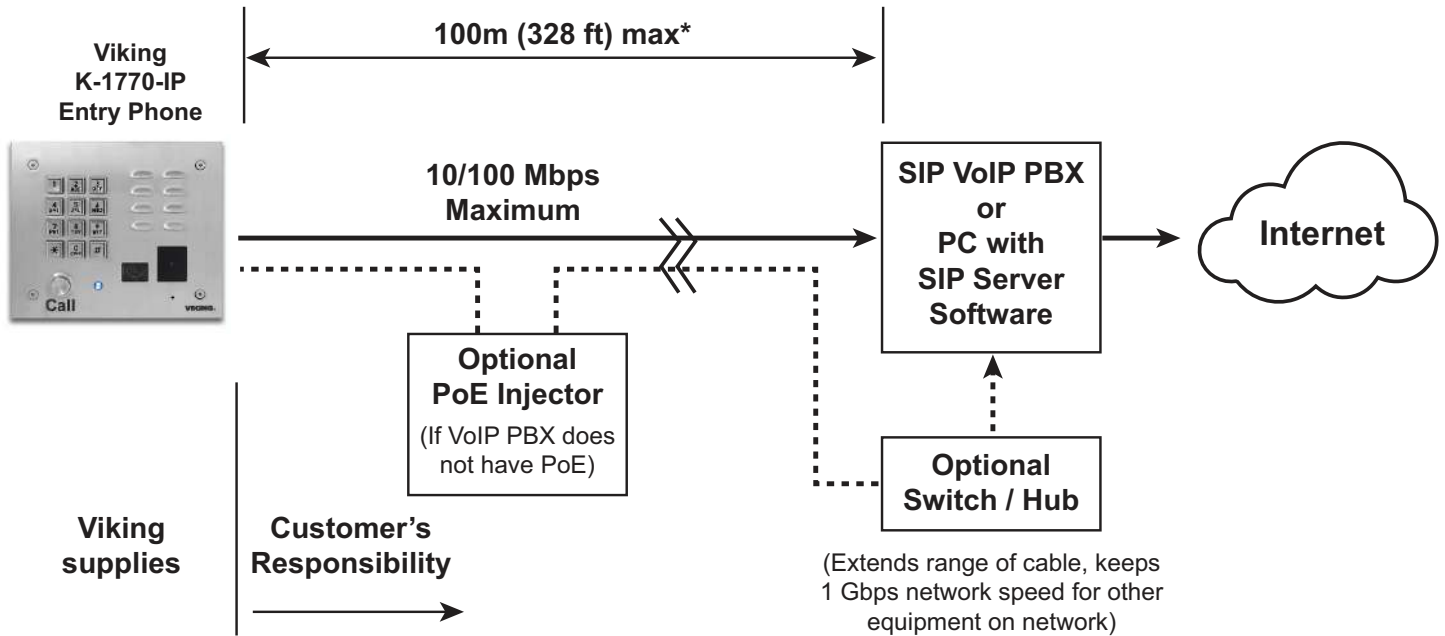 Viking
K-1770-IP
Entry Phone
100m (328 ft) max*
10/100 Mbps
Maximum
SIP VoIP PBX
or
PC with
SIP Server
Software
Internet
Call
VIKING
Optional
PoE Injector
(If VoIP PBX does
not have PoE)
Optional
Switch / Hub
(Extends range of cable, keeps
1 Gbps network speed for other
equipment on network)
Viking
supplies
Customer’s
Responsibility